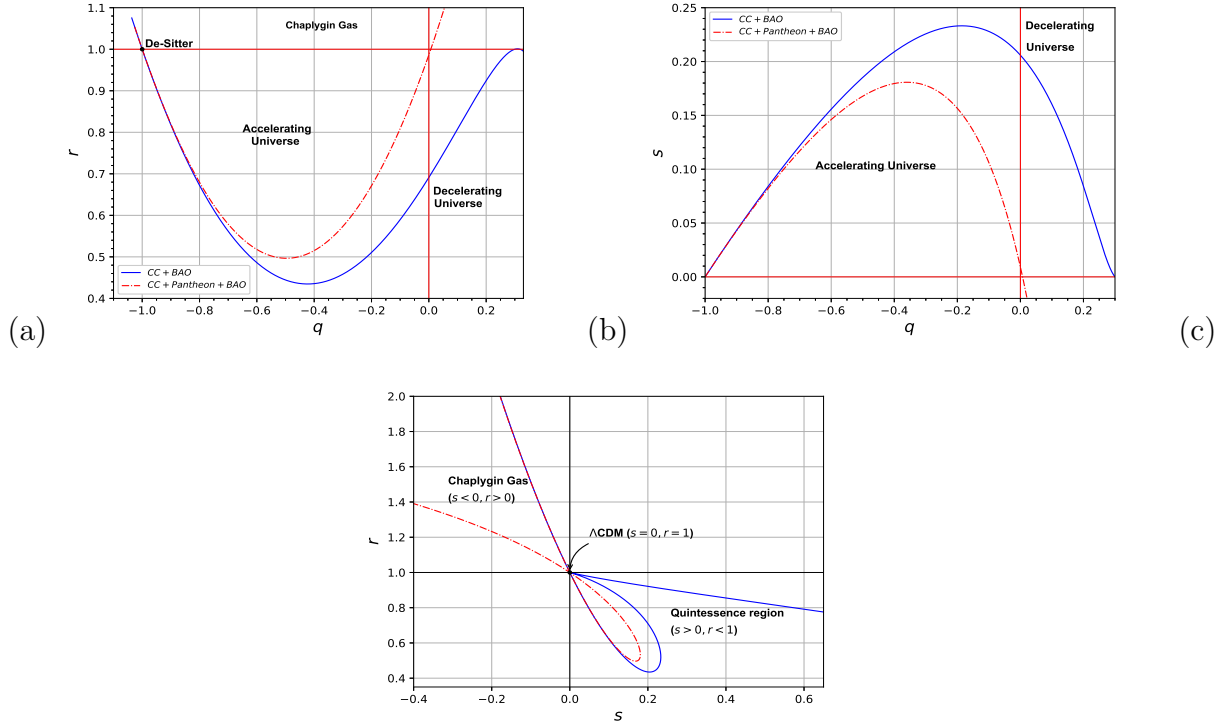 1.1
1.0
0.9
0.8
0.7
0.6
0.5
0.4
r
Chaplygin Gas
De-Sitter
Accelerating
Universe
Decelerating
Universe
CC + BAO
CC + Pantheon + BAO
−1.0 −0.8 −0.6 −0.4 −0.2 0.0 0.2
q
(a)
0.25
0.20
0.15
0.10
0.05
0.00
s
CC + BAO
CC + Pantheon + BAO
Decelerating
Universe
Accelerating Universe
−1.0 −0.8 −0.6 −0.4 −0.2 0.0 0.2
q
(b)
(c)
2.0
1.8
1.6
1.4
1.2
1.0
0.8
0.6
0.4
r
Chaplygin Gas
(s < 0, r > 0)
ΛCDM (s = 0, r = 1)
Quintessence region
(s > 0, r < 1)
−0.4 −0.2 0.0 0.2 0.4 0.6
s